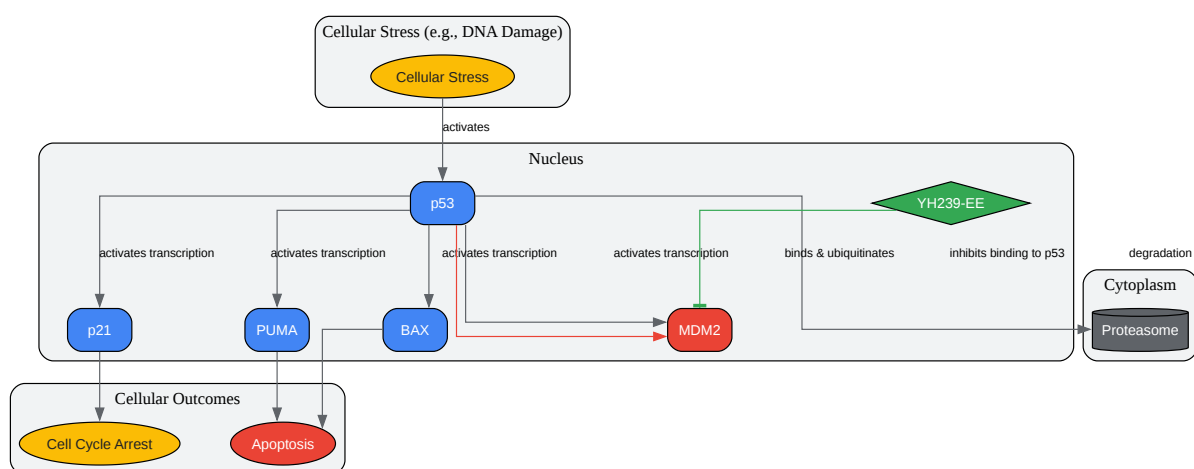 Cellular Stress (e.g., DNA Damage)
Cellular Stress
activates
Nucleus
p53
YH239-EE
activates transcription
activates transcription
activates transcription
activates transcription
binds & ubiquitinates
inhibits binding to p53
degradation
Cytoplasm
p21
PUMA
BAX
MDM2
Proteasome
Cellular Outcomes
Cell Cycle Arrest
Apoptosis